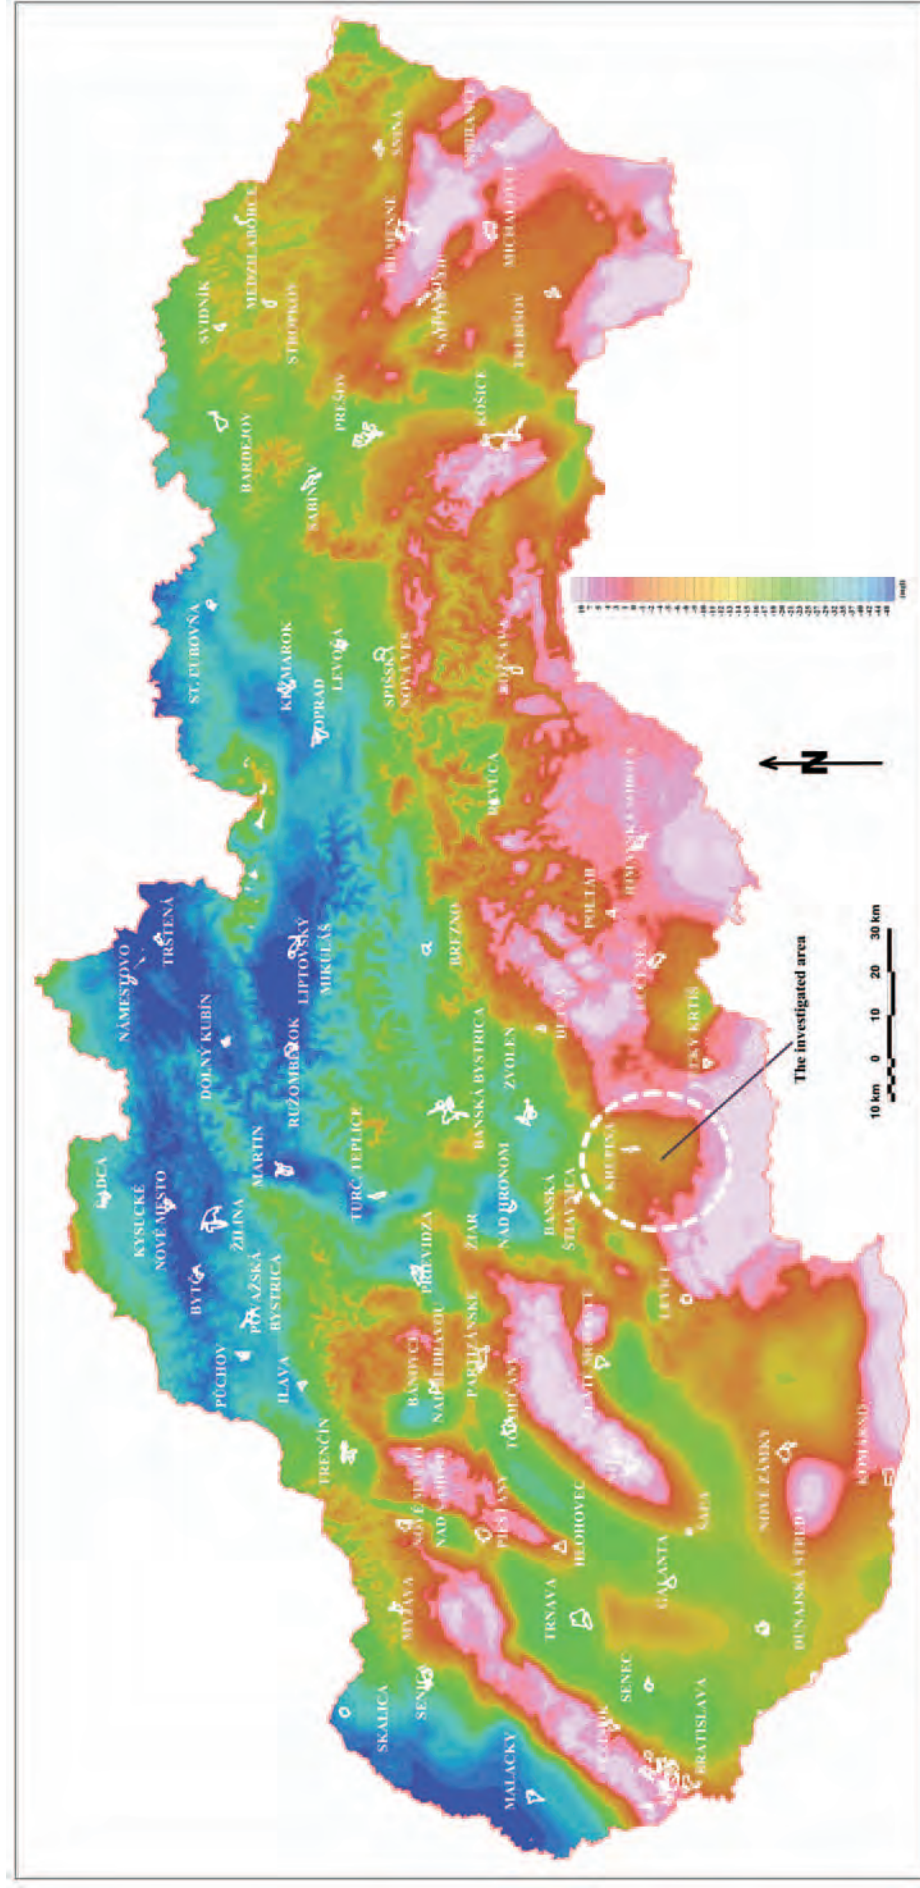 NÁMESTOVO
TRSTENÁ
ČADCA
KYSUCKÉ
NOVÉ MESTO
DOLNÝ KUBÍN
ST. ĽUBOVŇA
SVIDNÍK
MEDZILABORCE
STROPKOV
BARDEJOV
BYTČA
ŽILINA
MARTIN
RUŽOMBEROK
LIPTOVSKÝ
MIKULÁŠ
KEŽMAROK
POPRAD
LEVOČA
SABINOV
PREŠOV
PÚCHOV
POVAŽSKÁ
BYSTRICA
ILAVA
TURČ. TEPLICE
SPIŠSKÁ
NOVÁ VES
HUMENNÉ
SNINA
TRENČÍN
PRIEVIDZA
BANSKÁ BYSTRICA
BREZNO
SKALICA
SENICA
MYJAVA
NOVÉ MESTO
NAD VÁHOM
BÁNOVCE
NAD BEBRAVOU
PARTIZÁNSKE
ŽIAR
NAD HRONOM
ZVOLEN
REVÚCA
ROŽŇAVA
KOŠICE
MICHALOVCE
TREBIŠOV
MALACKY
PIEŠŤANY
TOPOĽČANY
BANSKÁ
ŠTIAVNICA
DETVA
POLTÁR
HLOHOVEC
ZLATÉ MORAVCE
KRUPINA
LUČENEC
RIMAVSKÁ SOBOTA
TRNAVA
PEZINOK
SENEC
GALANTA
ŠAĽA
LEVICE
VEĽKÝ KRTÍŠ
BRATISLAVA
DUNAJSKÁ STREDA
NOVÉ ZÁMKY
KOMÁRNO
The investigated area
N
10 km 0 10 20 30 km